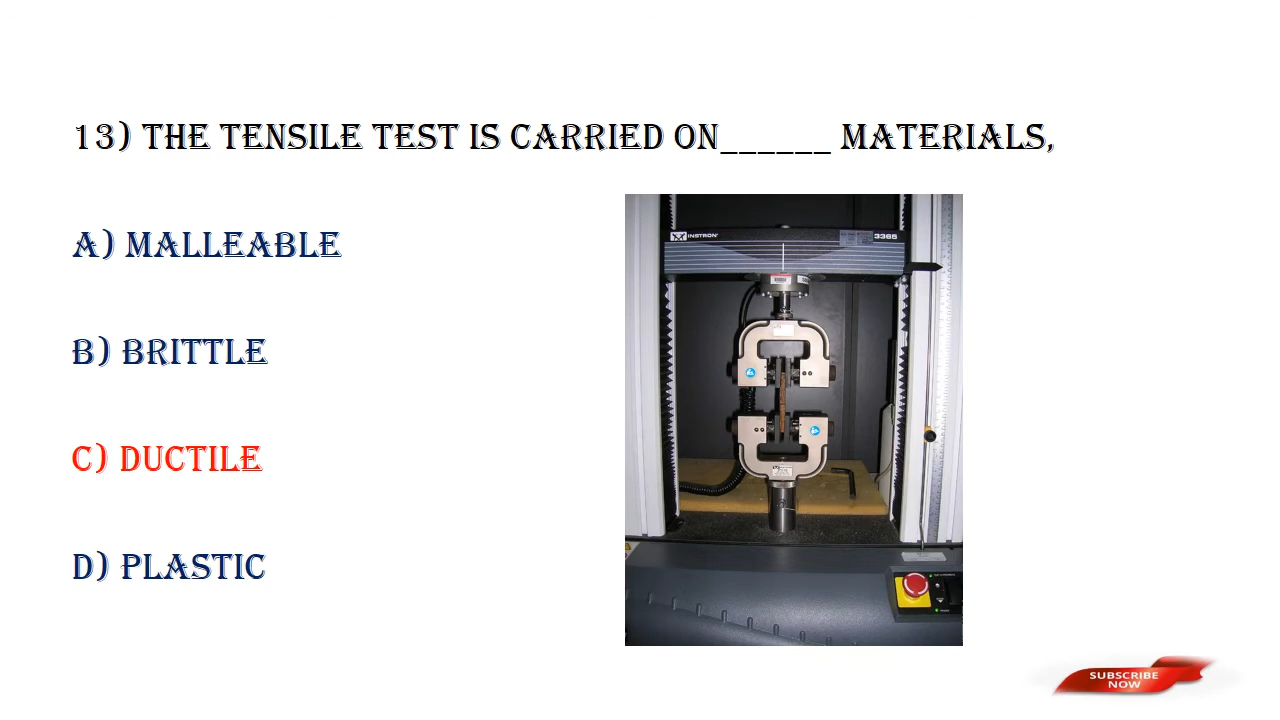 13) THE TENSILE TEST IS CARRIED ON______ MATERIALS,
A) MALLEABLE
B) BRITTLE
C) DUCTILE
D) PLASTIC
INSTRON
3365
SUBSCRIBE
NOW